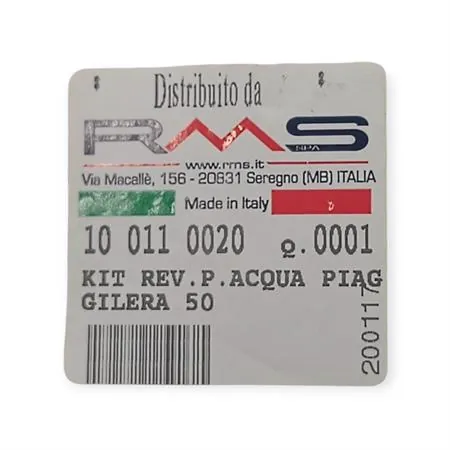 Distribuito da
RMS
SPA
www.rms.it
Via Macallè, 156 - 20831 Seregno (MB) ITALIA
Made in Italy
10 011 0020 Q.0001
KIT REV.P.ACQUA PIAG
GILERA 50
200117